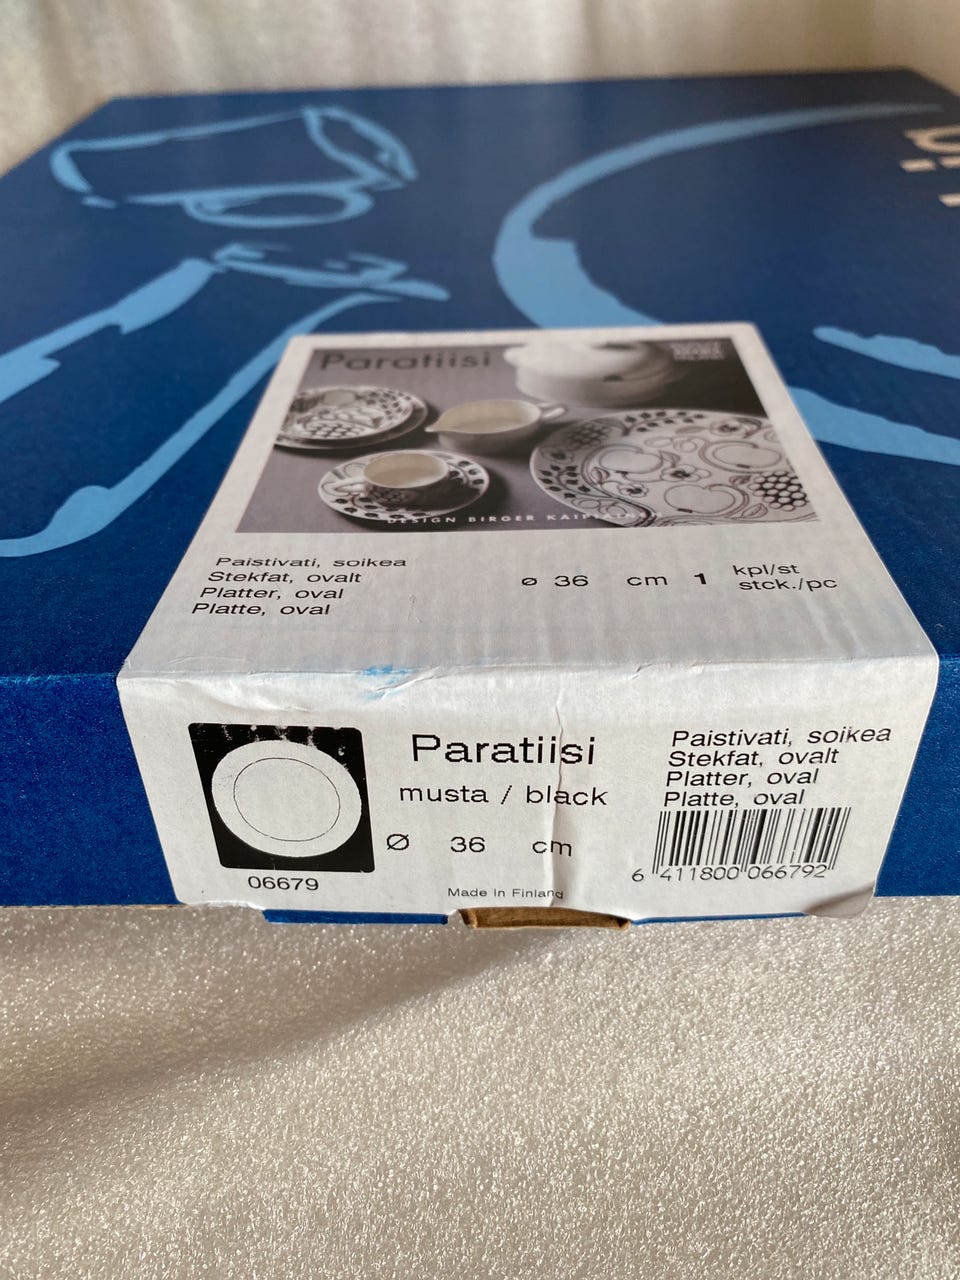 Paratiisi
DESIGN BIRGER
Paistivati, soikea
Stekfat, ovalt
Platter, oval
Platte, oval
ø 36 cm 1 kpl/st
stck./pc
Paratiisi
musta / black
Ø 36 cm
06679
Made in Finland
Paistivati, soikea
Stekfat, ovalt
Platter, oval
Platte, oval
6 411800 066792